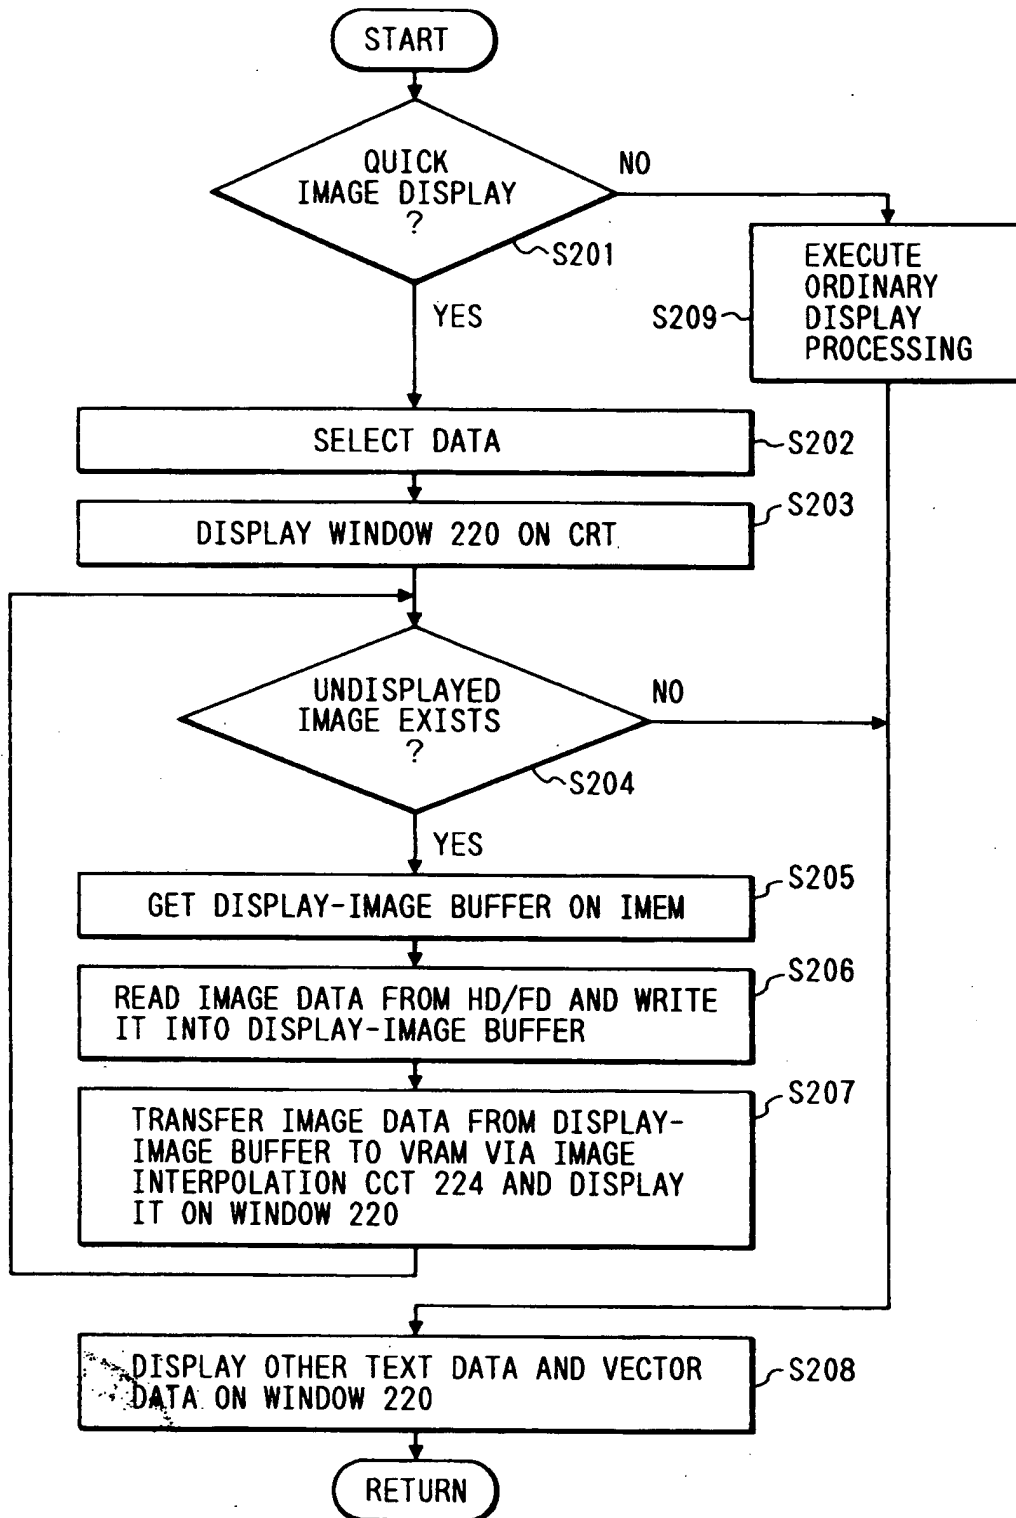 START
QUICK
IMAGE DISPLAY
?
NO
S201
YES
EXECUTE
ORDINARY
DISPLAY
PROCESSING
S209
SELECT DATA
S202
DISPLAY WINDOW 220 ON CRT
S203
UNDISPLAYED
IMAGE EXISTS
?
NO
S204
YES
GET DISPLAY-IMAGE BUFFER ON IMEM
S205
READ IMAGE DATA FROM HD/FD AND WRITE
IT INTO DISPLAY-IMAGE BUFFER
S206
TRANSFER IMAGE DATA FROM DISPLAY-
IMAGE BUFFER TO VRAM VIA IMAGE
INTERPOLATION CCT 224 AND DISPLAY
IT ON WINDOW 220
S207
DISPLAY OTHER TEXT DATA AND VECTOR
DATA ON WINDOW 220
S208
RETURN